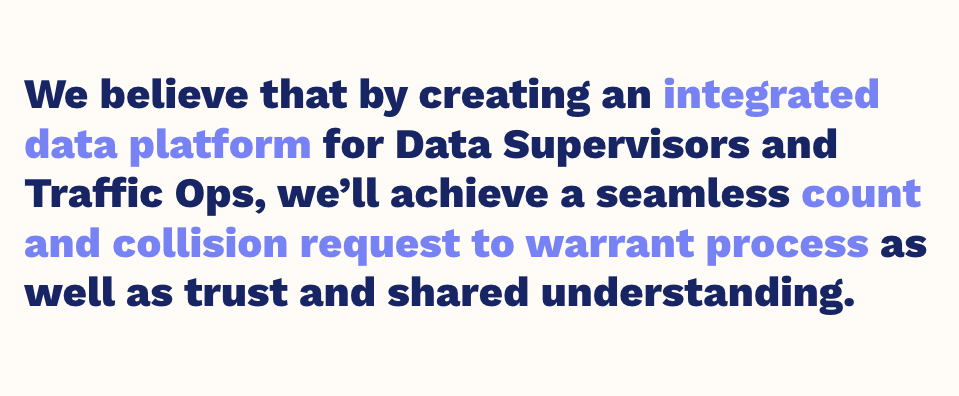 We believe that by creating an integrated
data platform for Data Supervisors and
Traffic Ops, we’ll achieve a seamless count
and collision request to warrant process as
well as trust and shared understanding.